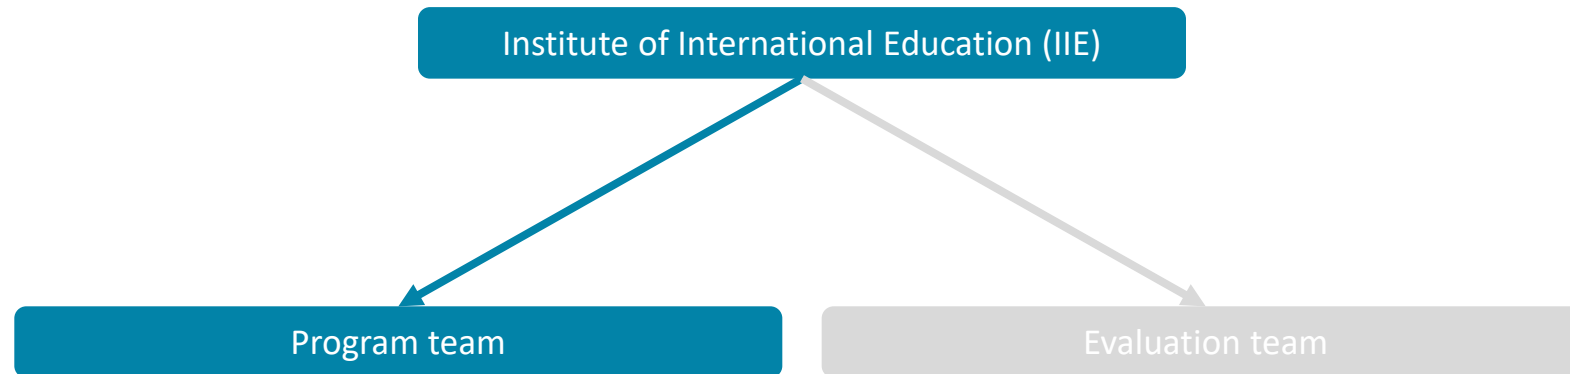 Institute of International Education (IIE)
Program team
Evaluation team